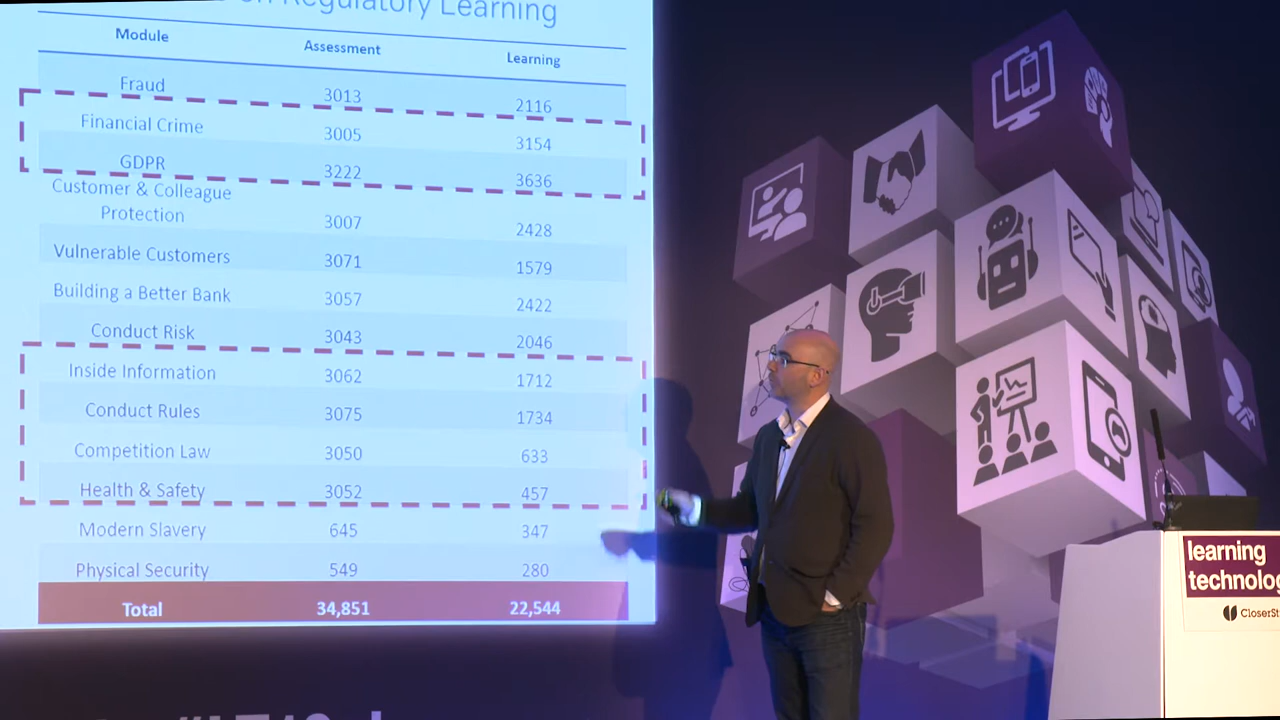 on Regulatory Learning
Module Assessment Learning
Fraud 3013 2116
Financial Crime 3005 3154
GDPR 3222 3636
Customer & Colleague
Protection 3007 2428
Vulnerable Customers 3071 1579
Building a Better Bank 3057 2422
Conduct Risk 3043 2046
Inside Information 3062 1712
Conduct Rules 3075 1734
Competition Law 3050 633
Health & Safety 3052 457
Modern Slavery 645 347
Physical Security 549 280
Total 34,851 22,544
learning
technolog
CloserSt